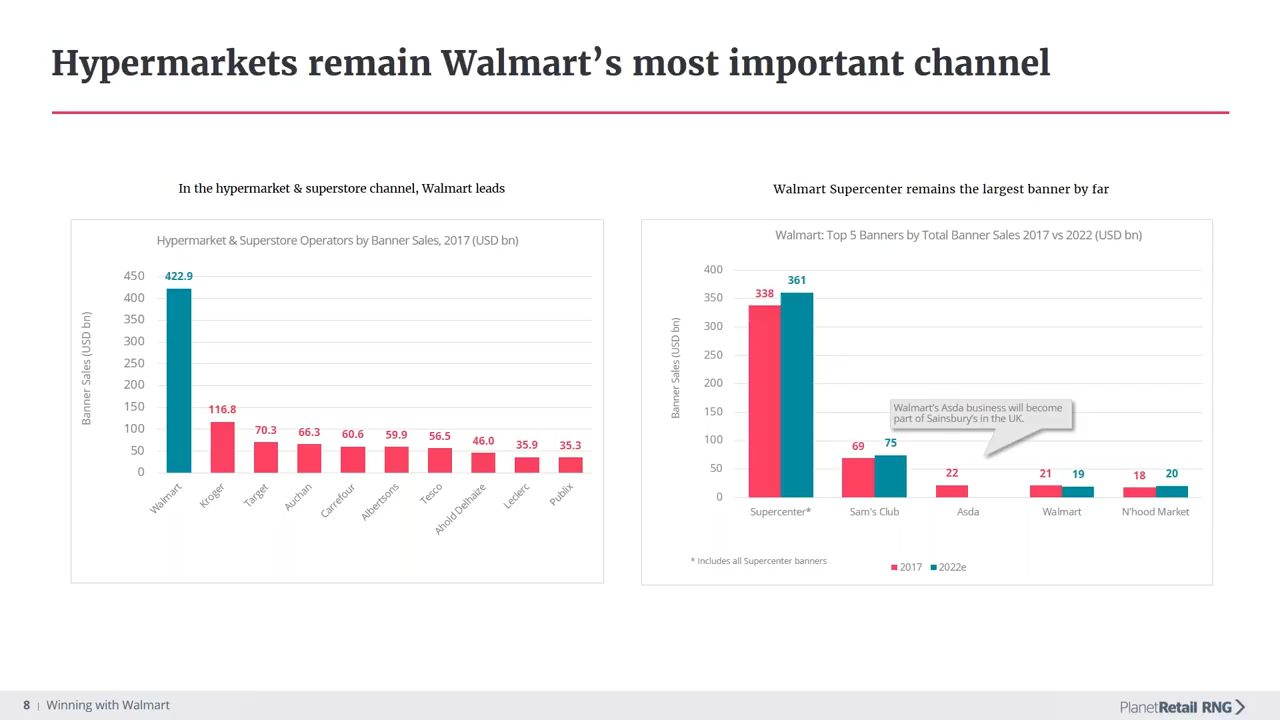 Hypermarkets remain Walmart’s most important channel
In the hypermarket & superstore channel, Walmart leads
Hypermarket & Superstore Operators by Banner Sales, 2017 (USD bn)
Banner Sales (USD bn)
450
400
350
300
250
200
150
100
50
0
422.9
116.8
70.3
66.3
60.6
59.9
56.5
46.0
35.9
35.3
Walmart
Kroger
Target
Auchan
Carrefour
Albertsons
Tesco
Ahold Delhaize
Leclerc
Publix
Walmart Supercenter remains the largest banner by far
Walmart: Top 5 Banners by Total Banner Sales 2017 vs 2022 (USD bn)
Banner Sales (USD bn)
400
350
300
250
200
150
100
50
0
338
361
69
75
22
21
19
18
20
Walmart’s Asda business will become
part of Sainsbury’s in the UK.
Supercenter*
Sam's Club
Asda
Walmart
N'hood Market
* Includes all Supercenter banners
2017
2022e
8 | Winning with Walmart
PlanetRetail RNG